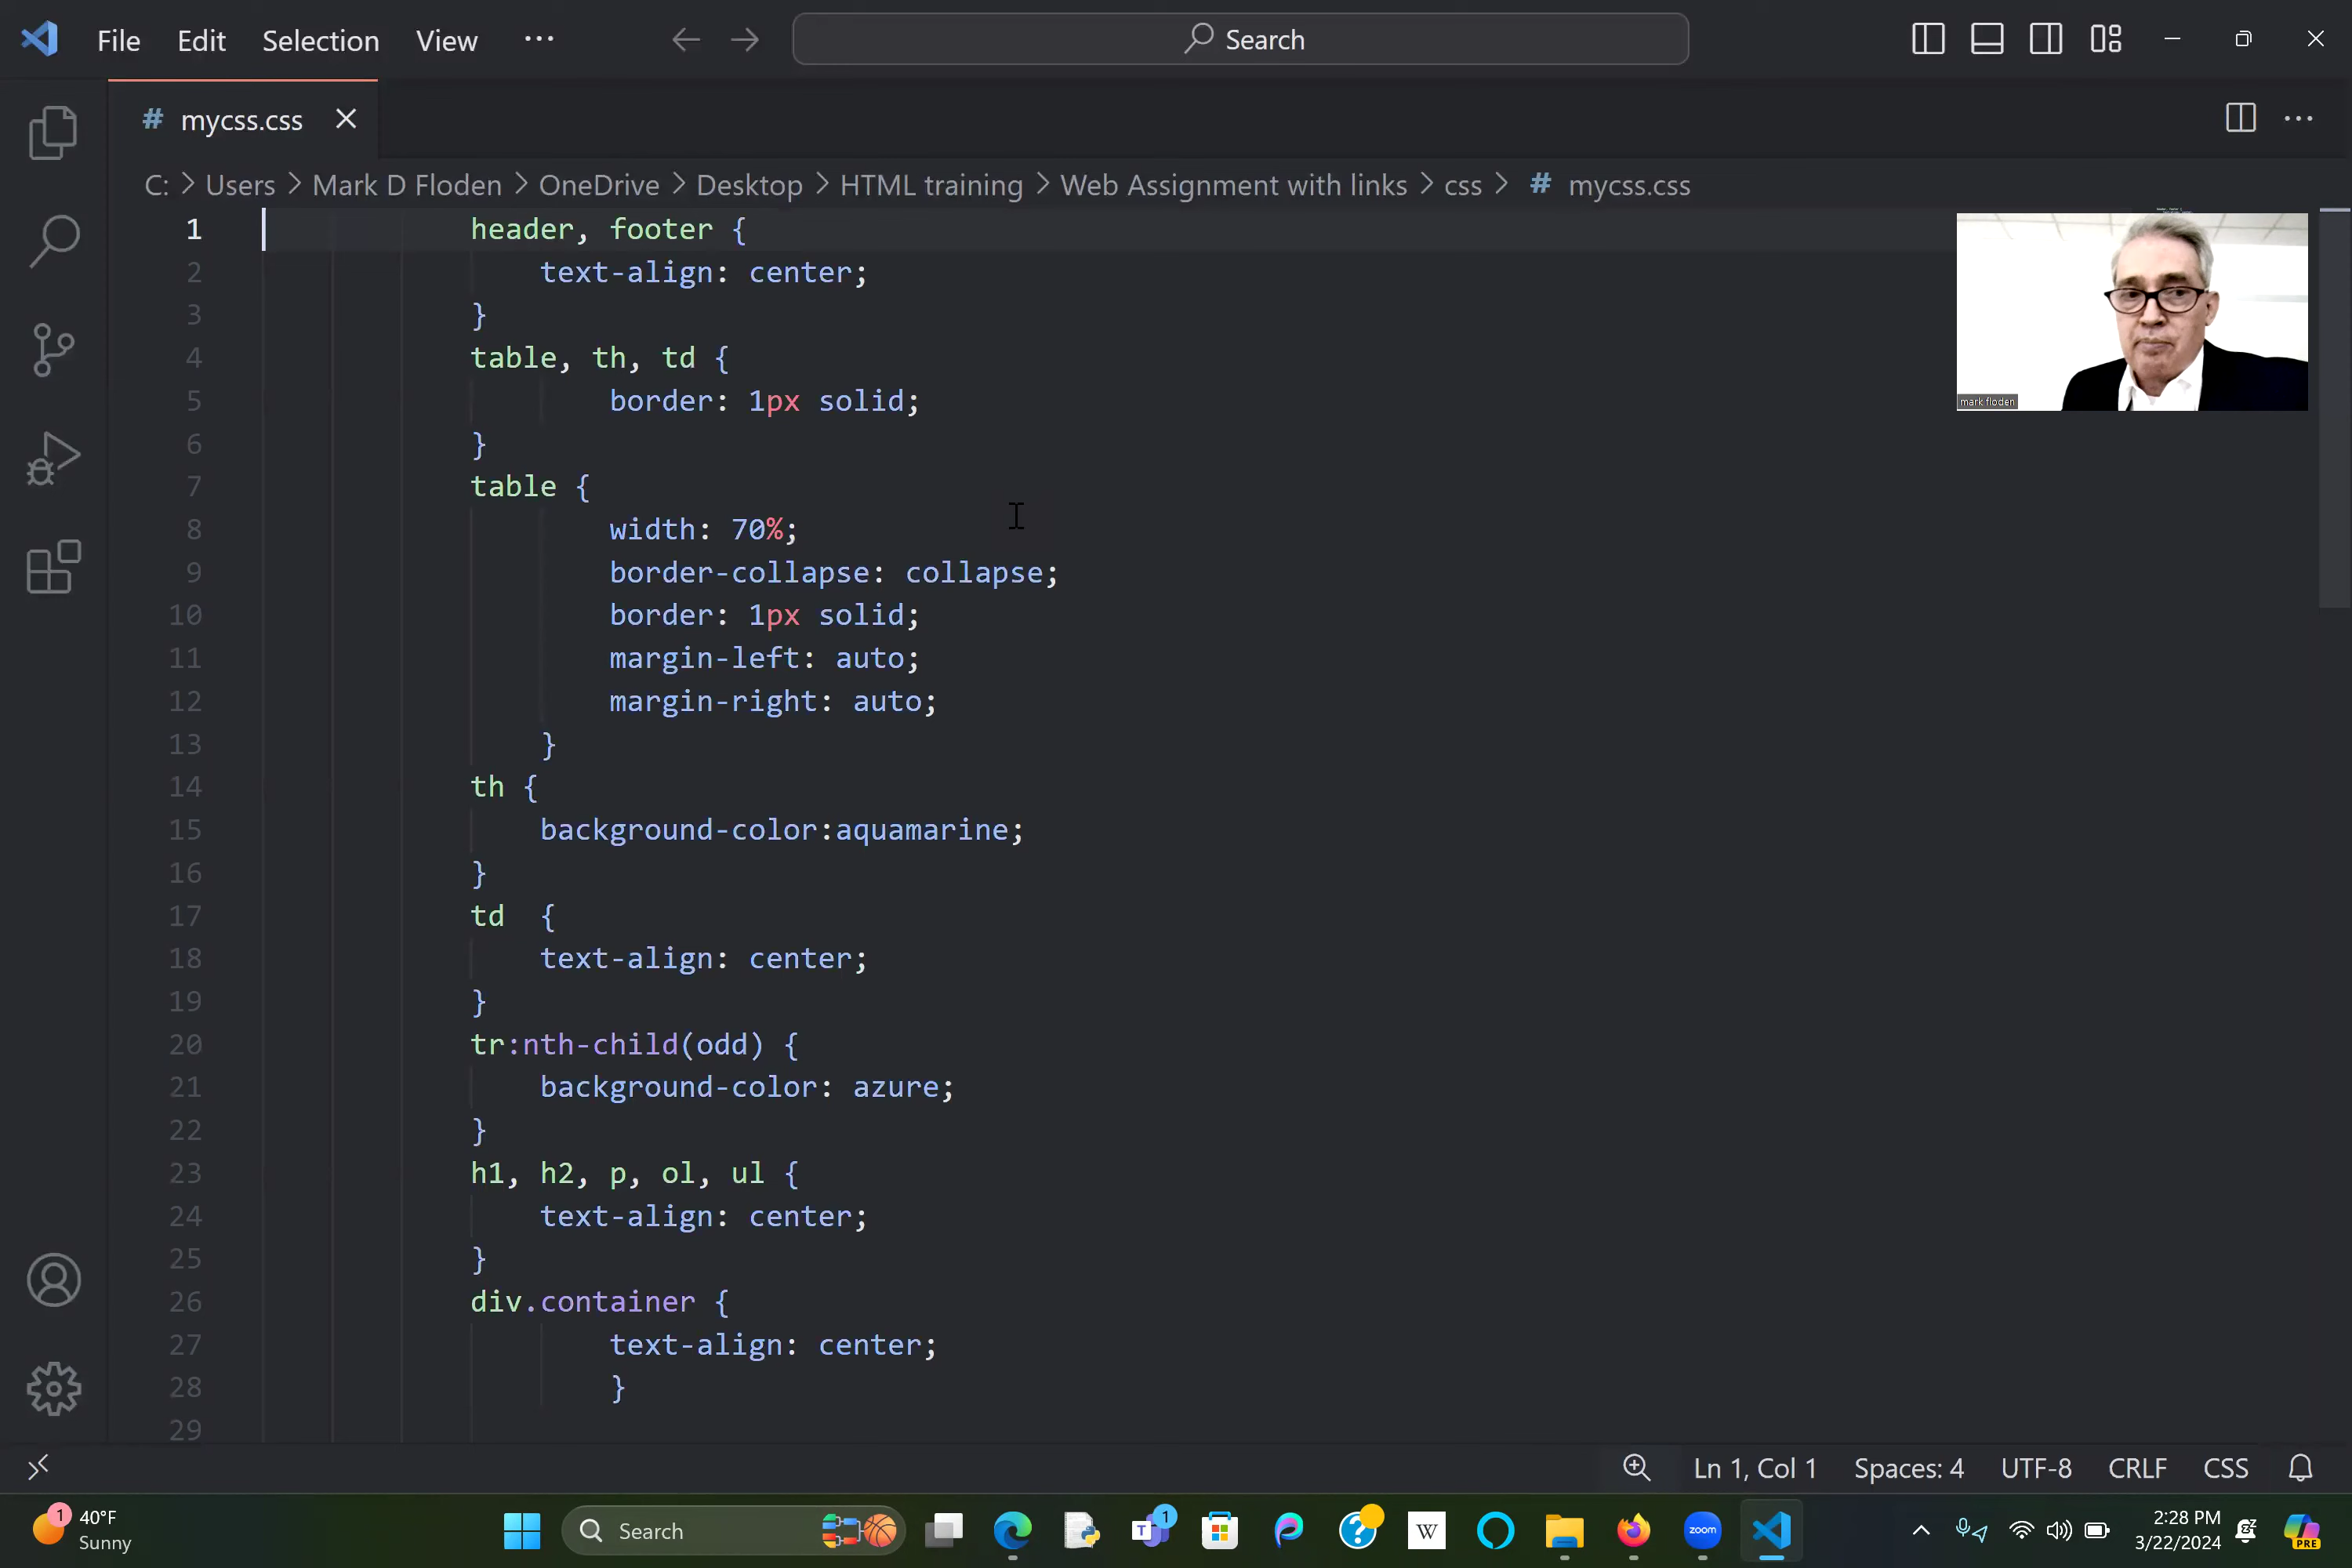 File Edit Selection View ... Search
# mycss.css
C: > Users > Mark D Floden > OneDrive > Desktop > HTML training > Web Assignment with links > css > # mycss.css
1 header, footer {
2 text-align: center;
3 }
4 table, th, td {
5 border: 1px solid;
6 }
7 table {
8 width: 70%;
9 border-collapse: collapse;
10 border: 1px solid;
11 margin-left: auto;
12 margin-right: auto;
13 }
14 th {
15 background-color:aquamarine;
16 }
17 td {
18 text-align: center;
19 }
20 tr:nth-child(odd) {
21 background-color: azure;
22 }
23 h1, h2, p, ol, ul {
24 text-align: center;
25 }
26 div.container {
27 text-align: center;
28 }
29
mark floden
Ln 1, Col 1 Spaces: 4 UTF-8 CRLF CSS
1 40°F
Sunny
Search
T 1
W
zoom
2:28 PM
3/22/2024
PRE